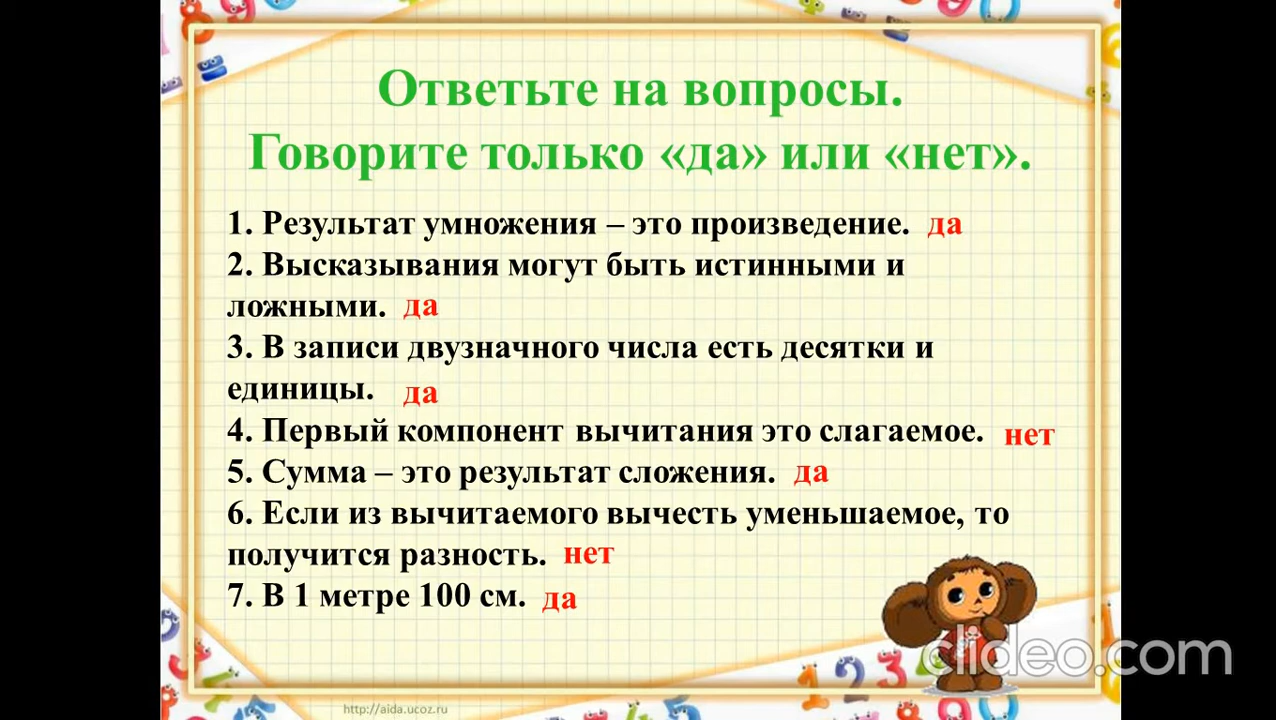 Ответьте на вопросы.
Говорите только «да» или «нет».
1. Результат умножения – это произведение. да
2. Высказывания могут быть истинными и
ложными. да
3. В записи двузначного числа есть десятки и
единицы. да
4. Первый компонент вычитания это слагаемое. нет
5. Сумма – это результат сложения. да
6. Если из вычитаемого вычесть уменьшаемое, то
получится разность. нет
7. В 1 метре 100 см. да
clideo.com
1 2 3
http://aida.ucoz.ru